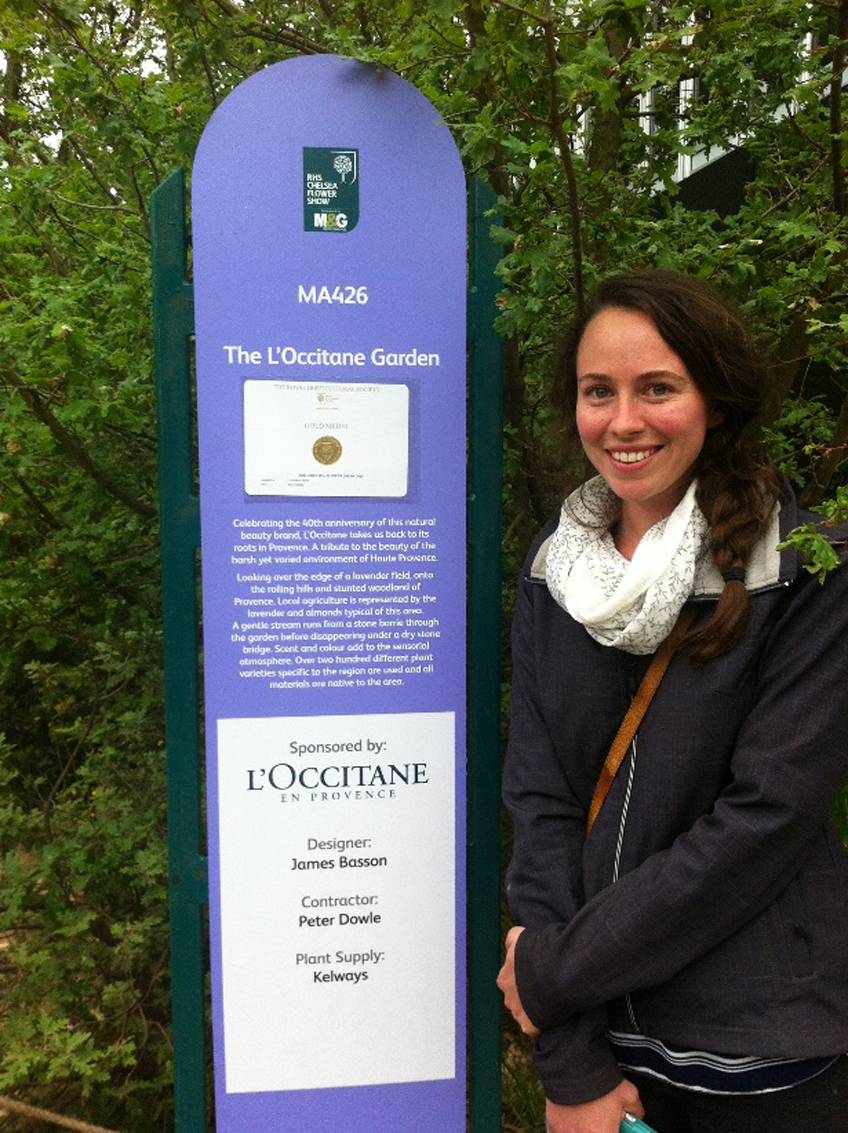 RHS
CHELSEA
FLOWER
SHOW
M&G
MA426
The L'Occitane Garden
THE ROYAL HORTICULTURAL SOCIETY
GOLD MEDAL
Celebrating the 40th anniversary of this natural
beauty brand, L'Occitane takes us back to its
roots in Provence. A tribute to the beauty of the
harsh yet varied environment of Haute Provence.
Looking over the edge of a lavender field, onto
the rolling hills and stunted woodland of
Provence. Local agriculture is represented by the
lavender and almonds typical of this area.
A gentle stream runs from a stone borrie through
the garden before disappearing under a dry stone
bridge. Scent and colour add to the sensorial
atmosphere. Over two hundred different plant
varieties specific to the region are used and all
materials are native to the area.
Sponsored by:
L'OCCITANE
EN PROVENCE
Designer:
James Basson
Contractor:
Peter Dowle
Plant Supply:
Kelways